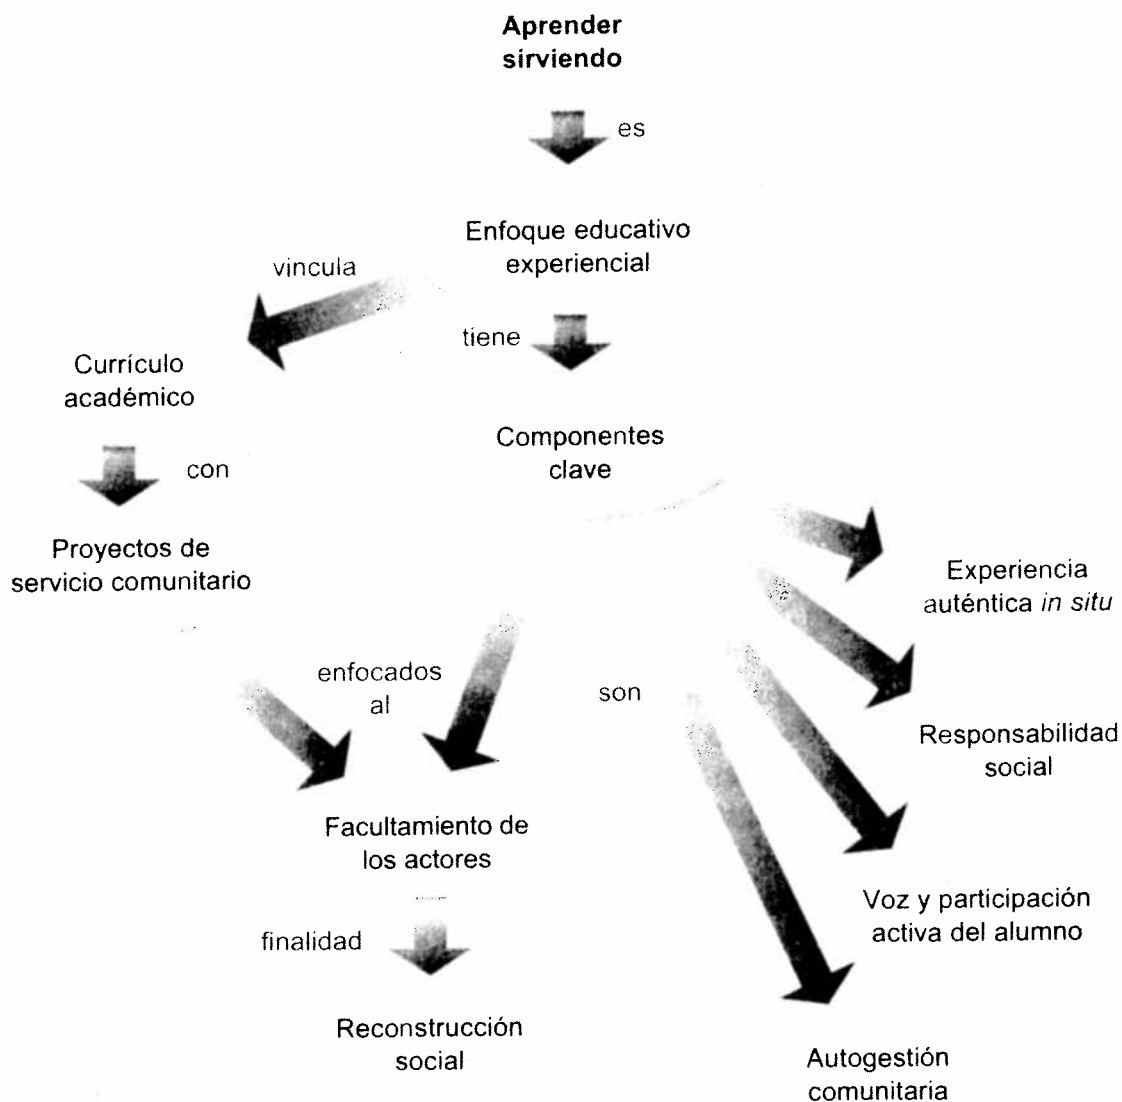 Aprender
sirviendo
es
Enfoque educativo
experiencial
vincula
tiene
Currículo
académico
Componentes
clave
con
Proyectos de
servicio comunitario
Experiencia
auténtica in situ
enfocados
al
son
Responsabilidad
social
Facultamiento de
los actores
Voz y participación
activa del alumno
finalidad
Reconstrucción
social
Autogestión
comunitaria